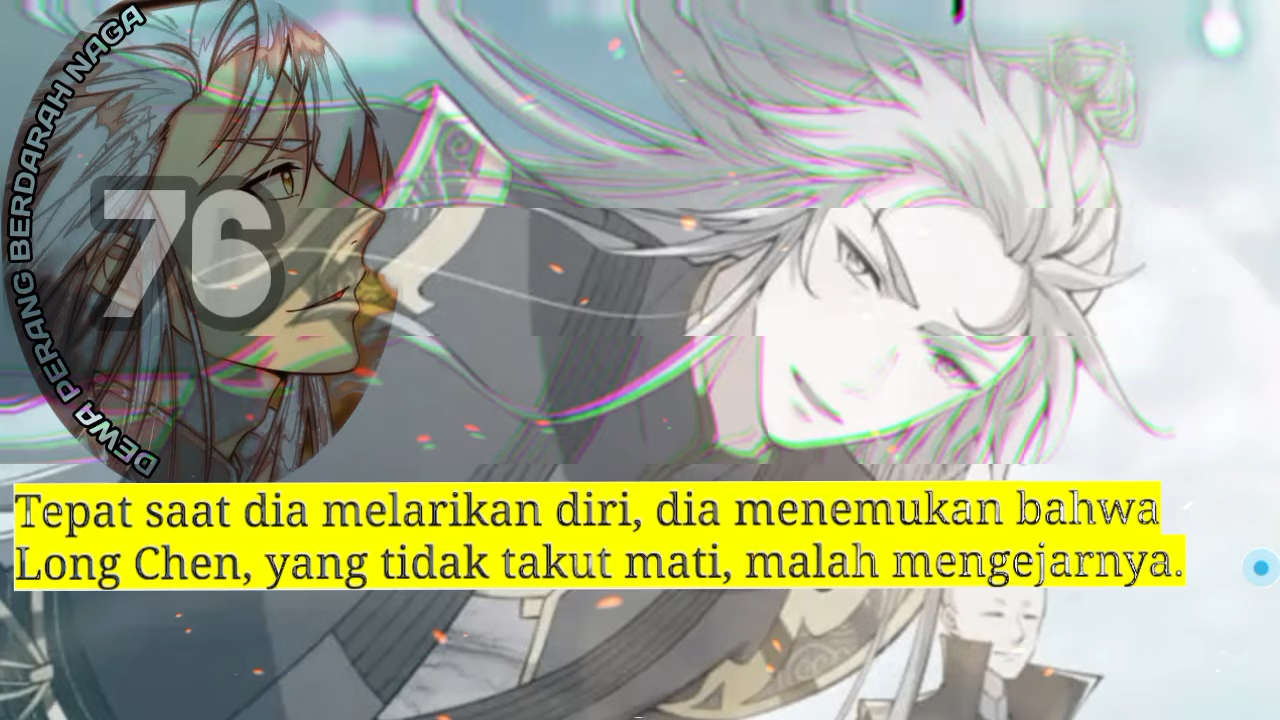 DEWA PERANG BERDARAH NAGA
76
Tepat saat dia melarikan diri, dia menemukan bahwa
Long Chen, yang tidak takut mati, malah mengejarnya.